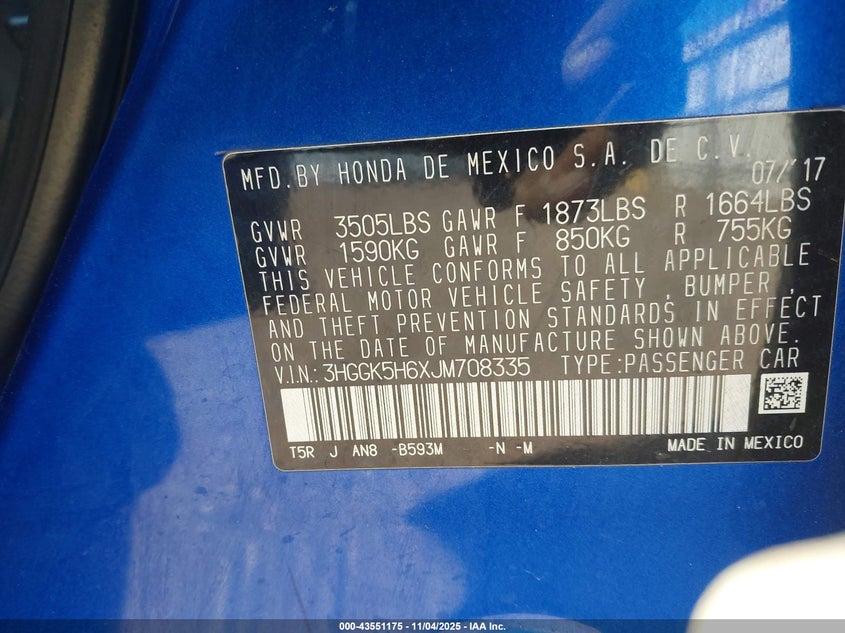 MFD.BY HONDA DE MEXICO S.A. DE C.V. 07/'17
GVWR 3505LBS GAWR F 1873LBS R 1664LBS
GVWR 1590KG GAWR F 850KG R 755KG
THIS VEHICLE CONFORMS TO ALL APPLICABLE
FEDERAL MOTOR VEHICLE SAFETY , BUMPER ,
AND THEFT PREVENTION STANDARDS IN EFFECT
ON THE DATE OF MANUFACTURE SHOWN ABOVE.
V.I.N.: 3HGGK5H6XJM708335 TYPE:PASSENGER CAR
T5R J AN8 -B593M -N -M MADE IN MEXICO
000-43551175 - 11/04/2025 - IAA Inc.